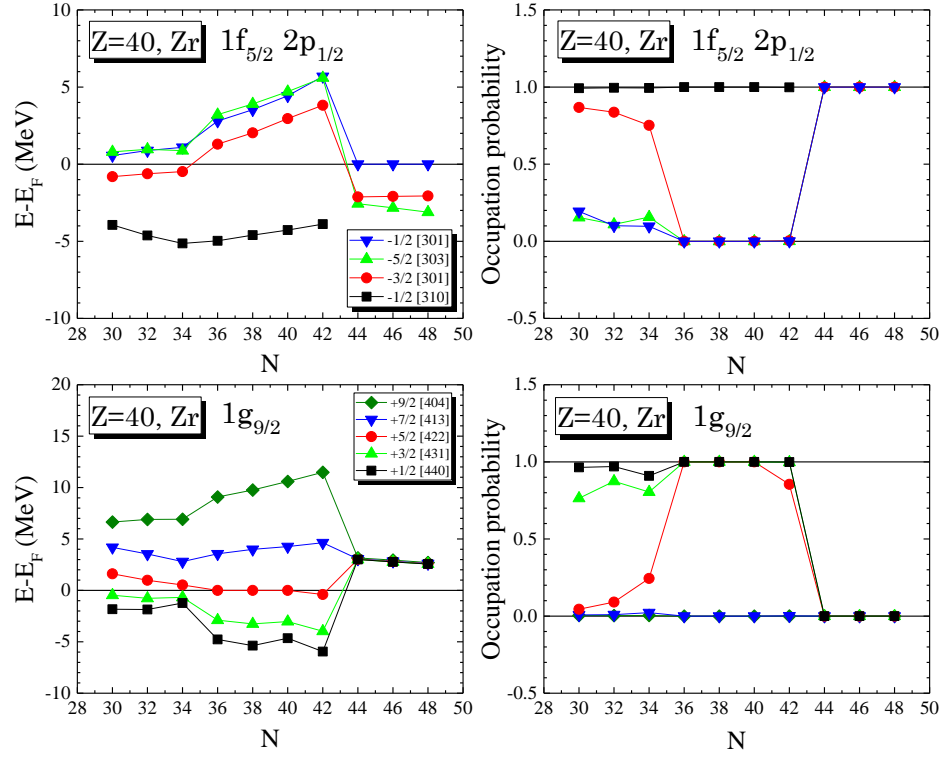 Z=40, Zr 1f5/2 2p1/2
E-EF (MeV)
10
5
0
-5
-10
-1/2 [301]
-5/2 [303]
-3/2 [301]
-1/2 [310]
28 30 32 34 36 38 40 42 44 46 48 50
N
Z=40, Zr 1f5/2 2p1/2
Occupation probability
1.5
1.0
0.5
0.0
-0.5
28 30 32 34 36 38 40 42 44 46 48 50
N
Z=40, Zr 1g9/2
E-EF (MeV)
20
15
10
5
0
-5
-10
+9/2 [404]
+7/2 [413]
+5/2 [422]
+3/2 [431]
+1/2 [440]
28 30 32 34 36 38 40 42 44 46 48 50
N
Z=40, Zr 1g9/2
Occupation probability
1.5
1.0
0.5
0.0
-0.5
28 30 32 34 36 38 40 42 44 46 48 50
N